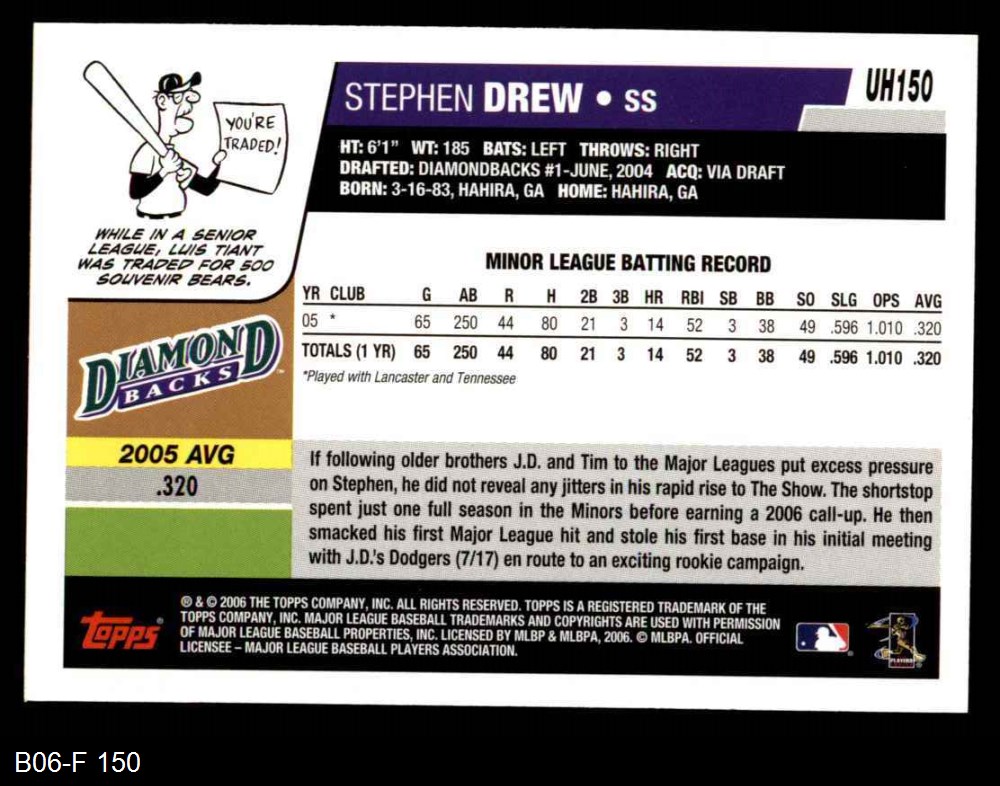 YOU'RE
TRADED!
WHILE IN A SENIOR
LEAGUE, LUIS TIANT
WAS TRADED FOR 500
SOUVENIR BEARS.
STEPHEN DREW • SS
UH150
HT: 6'1" WT: 185 BATS: LEFT THROWS: RIGHT
DRAFTED: DIAMONDBACKS #1-JUNE, 2004 ACQ: VIA DRAFT
BORN: 3-16-83, HAHIRA, GA HOME: HAHIRA, GA
MINOR LEAGUE BATTING RECORD
YR CLUB G AB R H 2B 3B HR RBI SB BB SO SLG OPS AVG
05 * 65 250 44 80 21 3 14 52 3 38 49 .596 1.010 .320
TOTALS (1 YR) 65 250 44 80 21 3 14 52 3 38 49 .596 1.010 .320
*Played with Lancaster and Tennessee
DIAMOND
BACKS
2005 AVG
.320
If following older brothers J.D. and Tim to the Major Leagues put excess pressure
on Stephen, he did not reveal any jitters in his rapid rise to The Show. The shortstop
spent just one full season in the Minors before earning a 2006 call-up. He then
smacked his first Major League hit and stole his first base in his initial meeting
with J.D.'s Dodgers (7/17) en route to an exciting rookie campaign.
Topps®
® & © 2006 THE TOPPS COMPANY, INC. ALL RIGHTS RESERVED. TOPPS IS A REGISTERED TRADEMARK OF THE
TOPPS COMPANY, INC. MAJOR LEAGUE BASEBALL TRADEMARKS AND COPYRIGHTS ARE USED WITH PERMISSION
OF MAJOR LEAGUE BASEBALL PROPERTIES, INC. LICENSED BY MLBP & MLBPA, 2006. © MLBPA. OFFICIAL
LICENSEE – MAJOR LEAGUE BASEBALL PLAYERS ASSOCIATION.
PLAYERS
B06-F 150